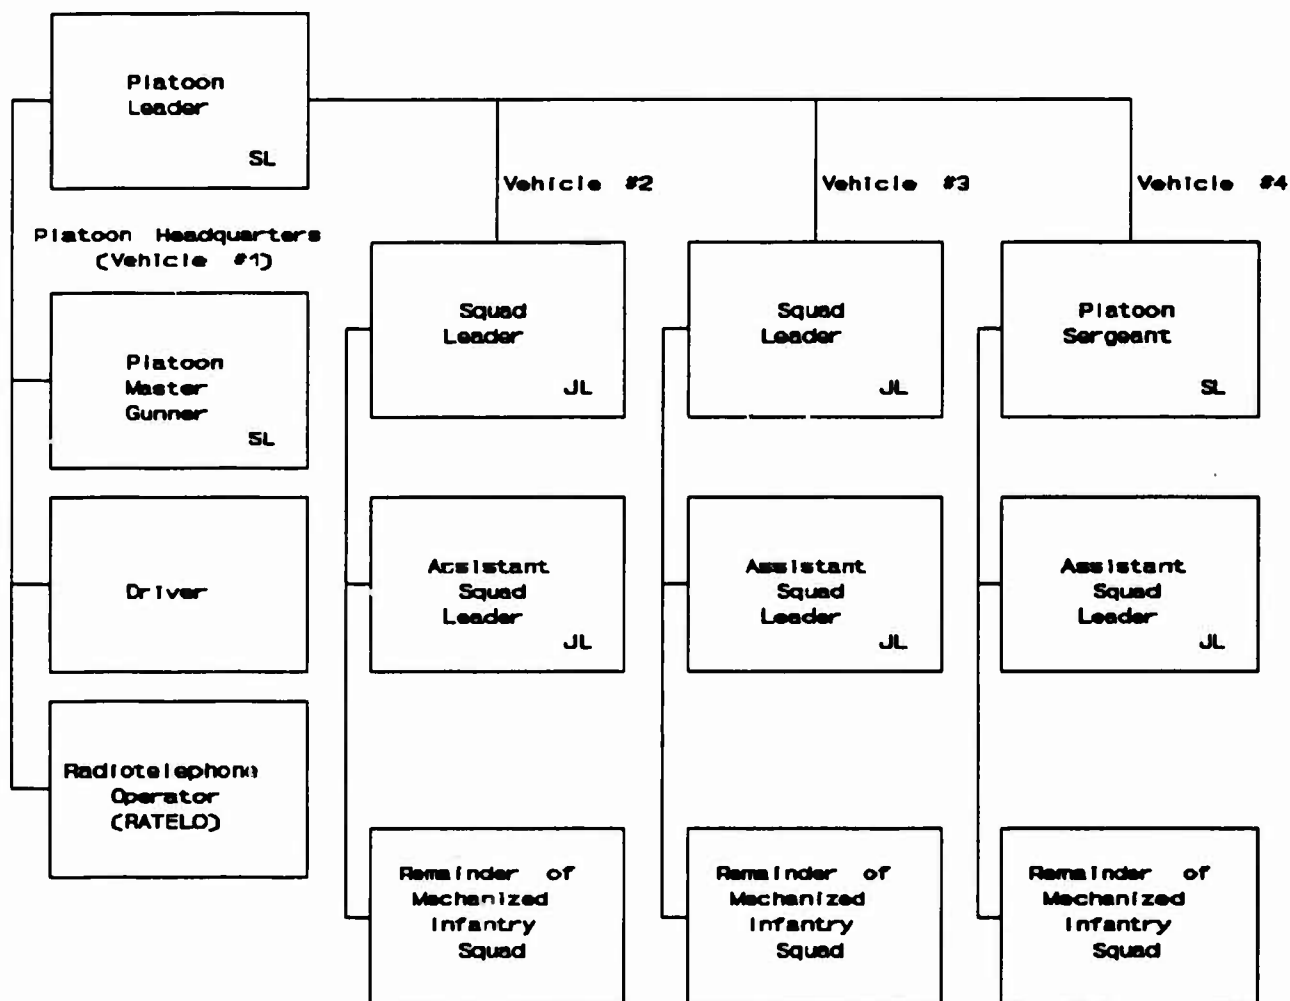 Platoon
Leader
SL
Vehicle #2
Vehicle #3
Vehicle #4
Platoon Headquarters
(Vehicle #1)
Platoon
Master
Gunner
SL
Driver
Radiotelephone
Operator
(RATELO)
Squad
Leader
JL
Assistant
Squad
Leader
JL
Remainder of
Mechanized
Infantry
Squad
Squad
Leader
JL
Assistant
Squad
Leader
JL
Remainder of
Mechanized
Infantry
Squad
Platoon
Sergeant
SL
Assistant
Squad
Leader
JL
Remainder of
Mechanized
Infantry
Squad